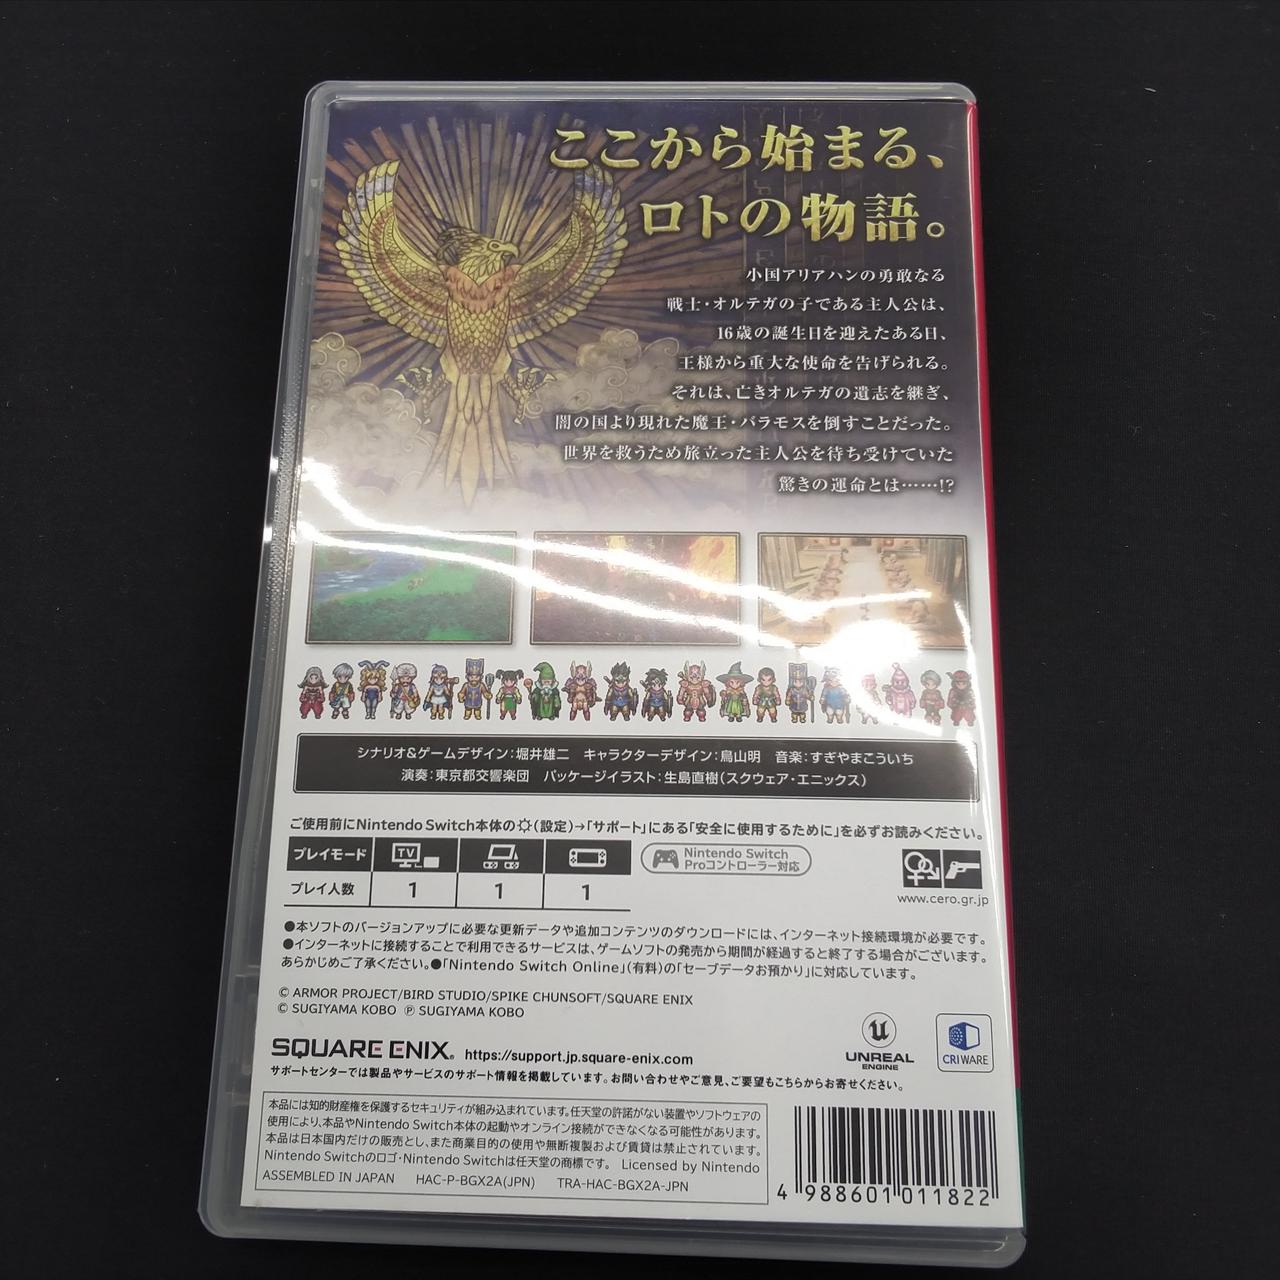 ここから始まる、
ロトの物語。
小国アリアハンの勇敢なる
戦士・オルテガの子である主人公は、
16歳の誕生日を迎えたある日、
王様から重大な使命を告げられる。
それは、亡きオルテガの遺志を継ぎ、
闇の国より現れた魔王・バラモスを倒すことだった。
世界を救うため旅立った主人公を待ち受けていた
驚きの運命とは……!?
シナリオ&ゲームデザイン:堀井雄二 キャラクターデザイン:鳥山明 音楽:すぎやまこういち
演奏:東京都交響楽団 パッケージイラスト:生島直樹(スクウェア・エニックス)
ご使用前にNintendo Switch本体の(設定)→「サポート」にある「安全に使用するために」を必ずお読みください。
プレイモード TV
プレイ人数 1 1 1
Nintendo Switch
Proコントローラー対応
www.cero.gr.jp
●本ソフトのバージョンアップに必要な更新データや追加コンテンツのダウンロードには、インターネット接続環境が必要です。
●インターネットに接続することで利用できるサービスは、ゲームソフトの発売から期間が経過すると終了する場合がございます。
あらかじめご了承ください。●「Nintendo Switch Online」(有料)の「セーブデータお預かり」に対応しています。
© ARMOR PROJECT/BIRD STUDIO/SPIKE CHUNSOFT/SQUARE ENIX
© SUGIYAMA KOBO ℗ SUGIYAMA KOBO
UNREAL
ENGINE
CRIWARE
SQUARE ENIX. https://support.jp.square-enix.com
サポートセンターでは製品やサービスのサポート情報を掲載しています。お問い合わせやご意見、ご要望もこちらからお寄せください。
本品には知的財産権を保護するセキュリティが組み込まれています。任天堂の許諾がない装置やソフトウェアの
使用により、本品やNintendo Switch本体の起動やオンライン接続ができなくなる可能性があります。
本品は日本国内だけの販売とし、また商業目的の使用や無断複製および賃貸は禁止されています。
Nintendo Switchのロゴ・Nintendo Switchは任天堂の商標です。 Licensed by Nintendo
ASSEMBLED IN JAPAN HAC-P-BGX2A(JPN) TRA-HAC-BGX2A-JPN
4 988601 011822